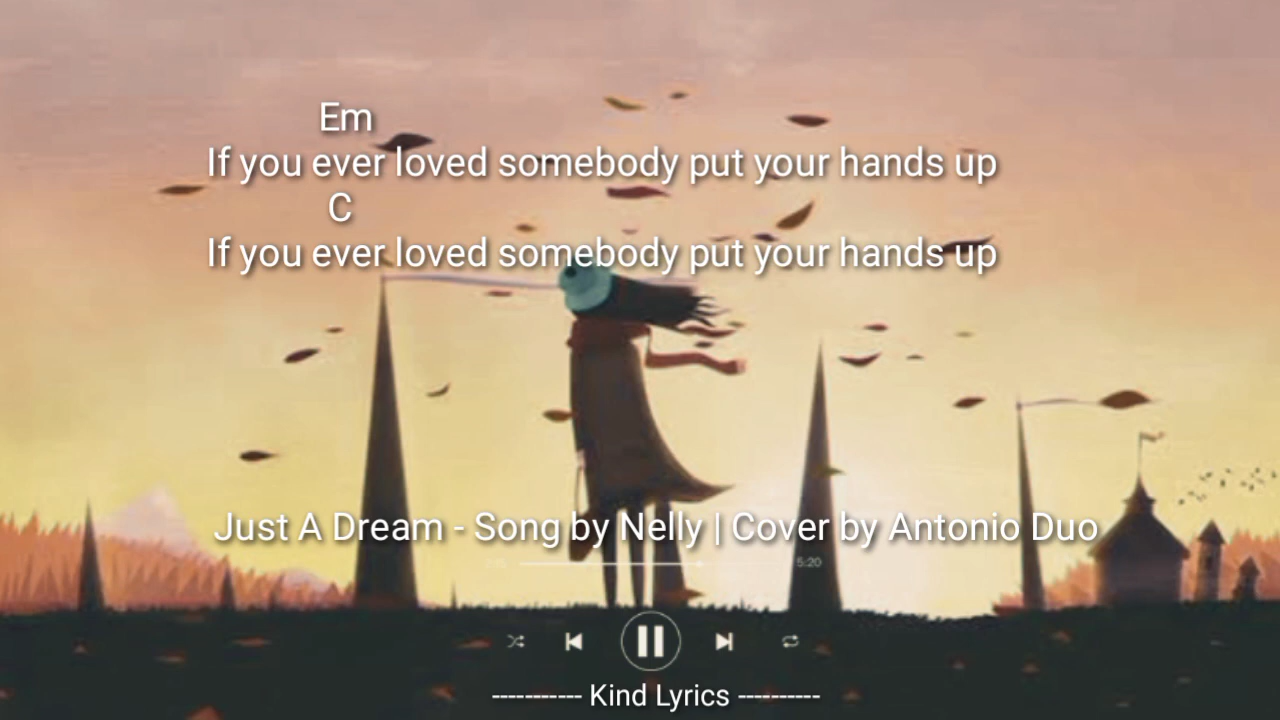 Em
If you ever loved somebody put your hands up
C
If you ever loved somebody put your hands up
Just A Dream - Song by Nelly | Cover by Antonio Duo
5:20
----------- Kind Lyrics ----------